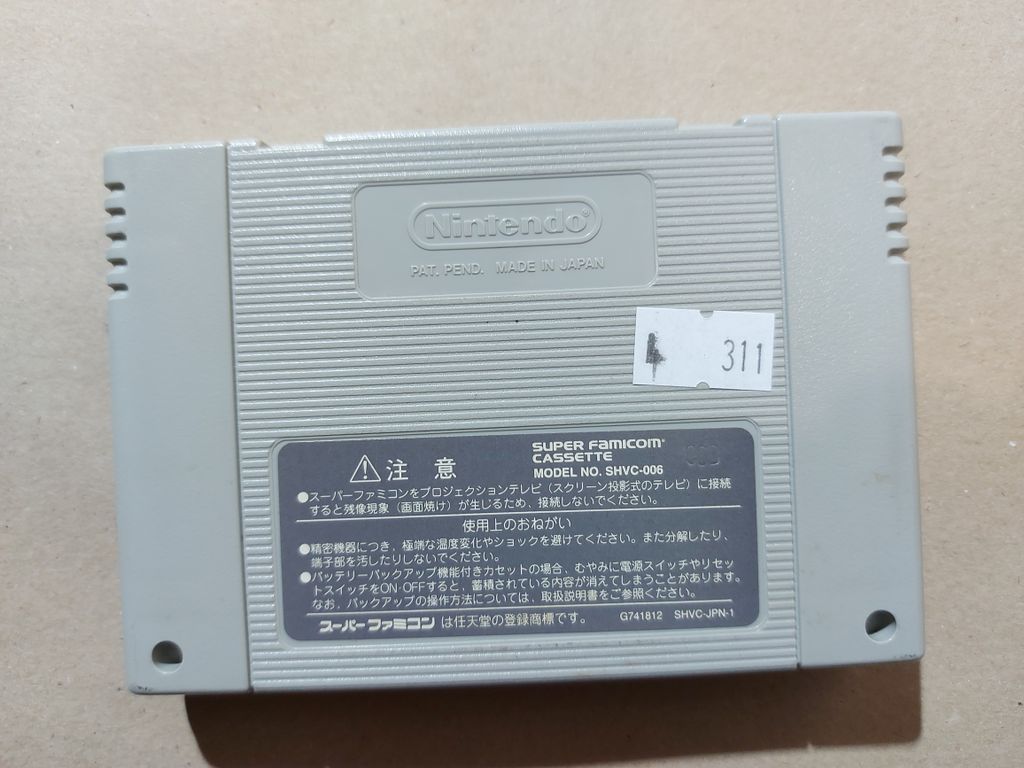 Nintendo®
PAT. PEND. MADE IN JAPAN
4 311
注意
SUPER FAMICOM®
CASSETTE
MODEL NO. SHVC-006
●スーパーファミコンをプロジェクションテレビ(スクリーン投影式のテレビ)に接続
すると残像現象(画面焼け)が生じるため、接続しないでください。
使用上のおねがい
●精密機器につき、極端な温度変化やショックを避けてください。また分解したり、
端子部を汚したりしないでください。
●バッテリーバックアップ機能付きカセットの場合、むやみに電源スイッチやリセッ
トスイッチをON・OFFすると、蓄積されている内容が消えてしまうことがあります。
なお、バックアップの操作方法については、取扱説明書をご参照ください。
スーパーファミコンは任天堂の登録商標です。 G741812 SHVC-JPN-1